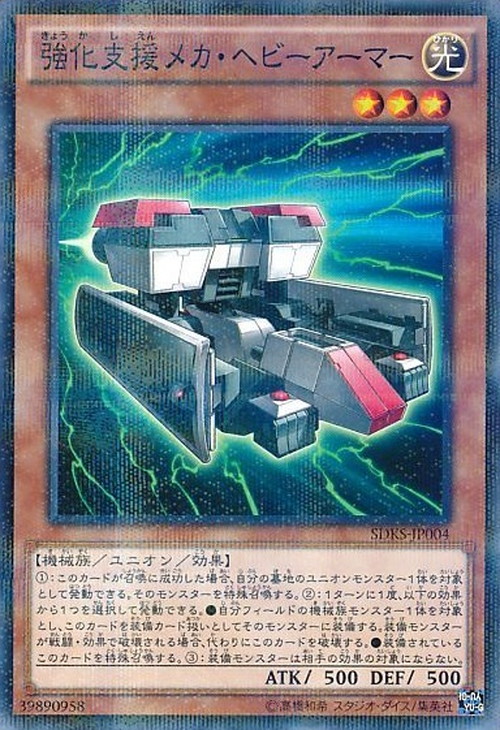 強化支援メカ・ヘビーアーマー
光
SDKS-JP004
【機械族／ユニオン／効果】
①:このカードが召喚に成功した場合、自分の墓地のユニオンモンスター1体を対象
として発動できる。そのモンスターを特殊召喚する。②:1ターンに1度、以下の効果
から1つを選択して発動できる。●自分フィールドの機械族モンスター1体を対象
とし、このカードを装備カード扱いとしてそのモンスターに装備する。装備モンスター
が戦闘・効果で破壊される場合、代わりにこのカードを破壊する。●装備されている
このカードを特殊召喚する。③:装備モンスターは相手の効果の対象にならない。
ATK/ 500 DEF/ 500
39890958
©高橋和希 スタジオ・ダイス/集英社